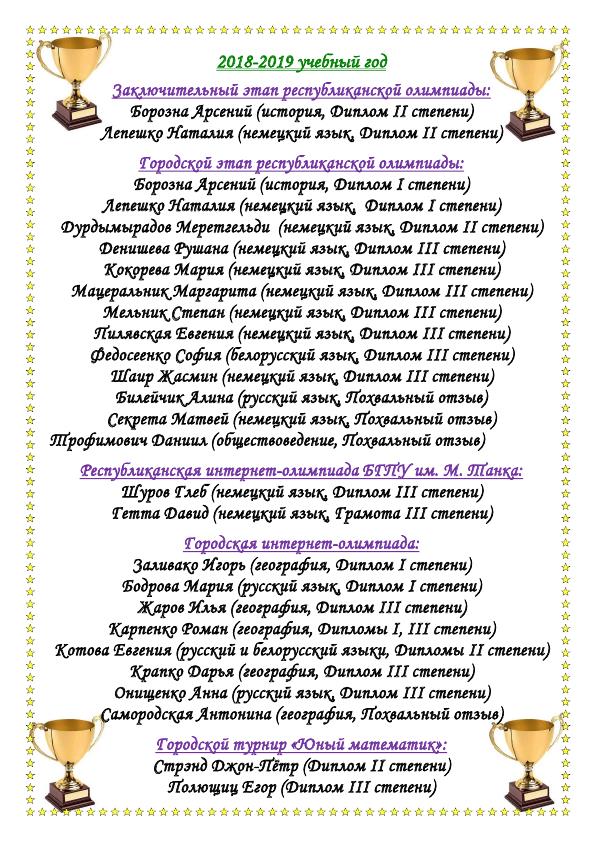 2018-2019 учебный год
Заключительный этап республиканской олимпиады:
Борозна Арсений (история, Диплом II степени)
Лепешко Наталия (немецкий язык, Диплом II степени)
Городской этап республиканской олимпиады:
Борозна Арсений (история, Диплом I степени)
Лепешко Наталия (немецкий язык, Диплом I степени)
Дурдымырадов Меретгельди (немецкий язык, Диплом II степени)
Денишева Рушана (немецкий язык, Диплом III степени)
Кокорева Мария (немецкий язык, Диплом III степени)
Мацеральник Маргарита (немецкий язык, Диплом III степени)
Мельник Степан (немецкий язык, Диплом III степени)
Пилявская Евгения (немецкий язык, Диплом III степени)
Федосеенко София (белорусский язык, Диплом III степени)
Шаир Жасмин (немецкий язык, Диплом III степени)
Билейчик Алина (русский язык, Похвальный отзыв)
Секрета Матвей (немецкий язык, Похвальный отзыв)
Трофимович Даниил (обществоведение, Похвальный отзыв)
Республиканская интернет-олимпиада БГПУ им. М. Танка:
Щуров Глеб (немецкий язык, Диплом III степени)
Гетта Давид (немецкий язык, Грамота III степени)
Городская интернет-олимпиада:
Заливако Игорь (география, Диплом I степени)
Бодрова Мария (русский язык, Диплом I степени)
Жаров Илья (география, Диплом III степени)
Карпенко Роман (география, Дипломы I, III степени)
Котова Евгения (русский и белорусский языки, Дипломы II степени)
Крапко Дарья (география, Диплом III степени)
Онищенко Анна (русский язык, Диплом III степени)
Самородская Антонина (география, Похвальный отзыв)
Городской турнир «Юный математик»:
Стрэнд Джон-Пётр (Диплом II степени)
Полющиц Егор (Диплом III степени)